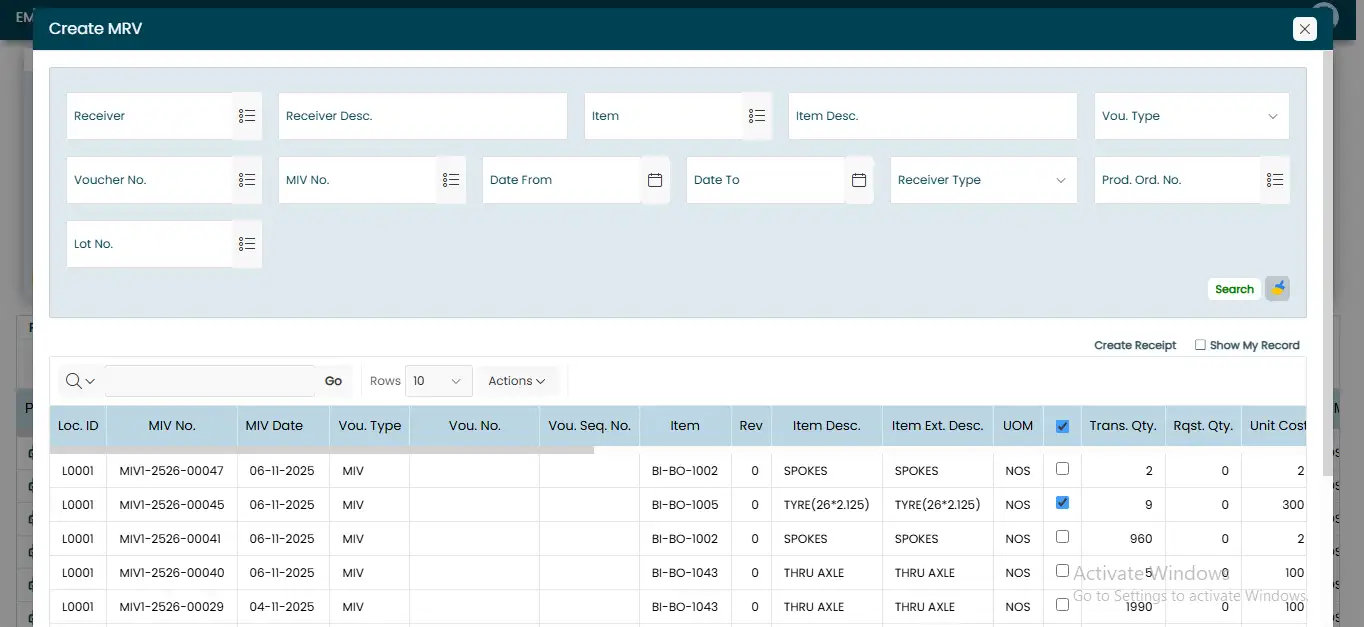 EM
Create MRV
Receiver
Receiver Desc.
Item
Item Desc.
Vou. Type
Voucher No.
MIV No.
Date From
Date To
Receiver Type
Prod. Ord. No.
Lot No.
Search
Create Receipt
Show My Record
Go
Rows
10
Actions
Loc. ID MIV No. MIV Date Vou. Type Vou. No. Vou. Seq. No. Item Rev Item Desc. Item Ext. Desc. UOM Trans. Qty. Rqst. Qty. Unit Cost
L0001 MIV1-2526-00047 06-11-2025 MIV BI-BO-1002 0 SPOKES SPOKES NOS 2 0 2
L0001 MIV1-2526-00045 06-11-2025 MIV BI-BO-1005 0 TYRE(26*2.125) TYRE(26*2.125) NOS 9 0 300
L0001 MIV1-2526-00041 06-11-2025 MIV BI-BO-1002 0 SPOKES SPOKES NOS 960 0 2
L0001 MIV1-2526-00040 06-11-2025 MIV BI-BO-1043 0 THRU AXLE THRU AXLE NOS 5 0 100
L0001 MIV1-2526-00029 04-11-2025 MIV BI-BO-1043 0 THRU AXLE THRU AXLE NOS 1990 0 100
Activate Windows
Go to Settings to activate Windows.